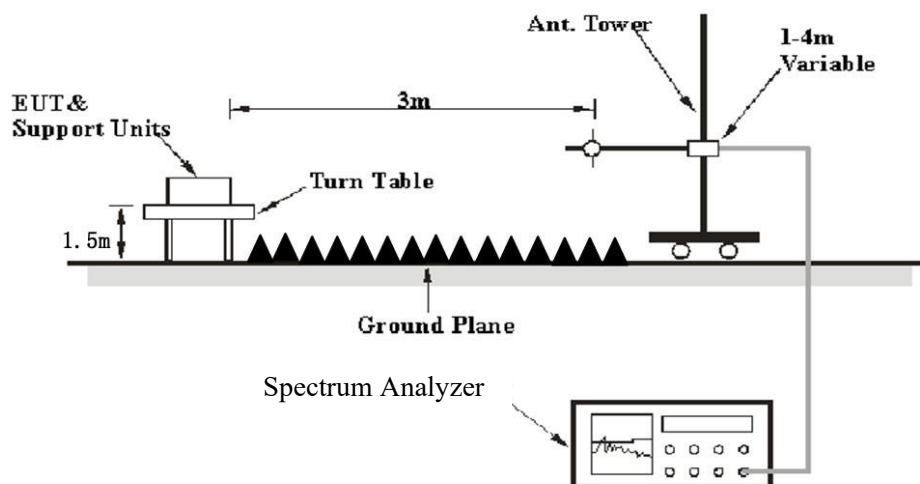 Ant. Tower
1-4m
Variable
3m
EUT&
Support Units
Turn Table
1.5m
Ground Plane
Spectrum Analyzer